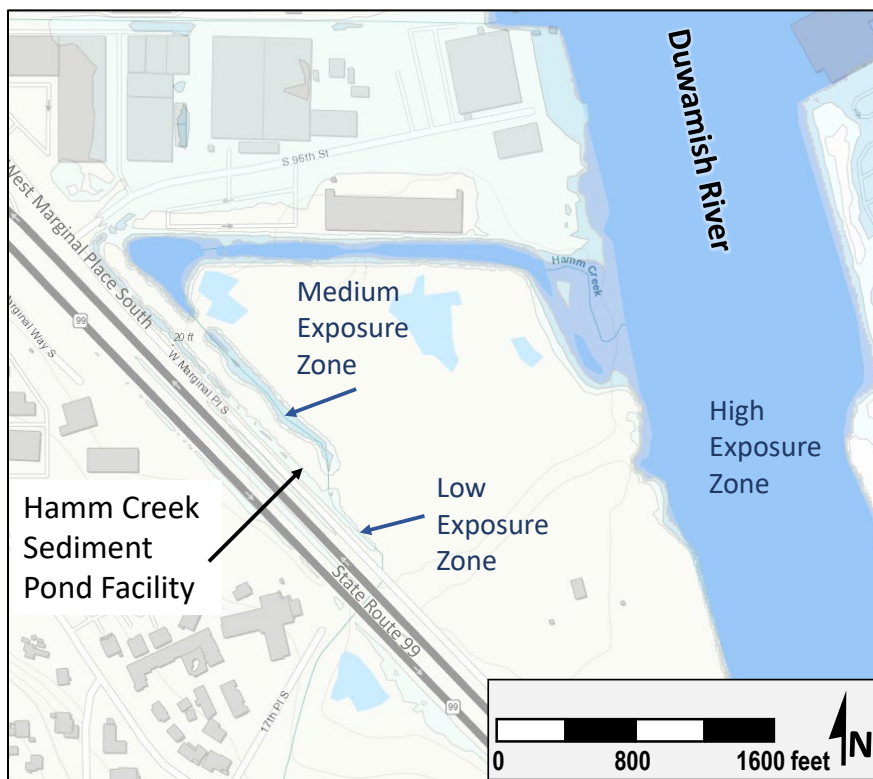 Duwamish River
S 96th St
West Marginal Place South
Hamm Creek
99
Medium
Exposure
Zone
20 ft
W Marginal Pl S
Marginal Way S
High
Exposure
Zone
Low
Exposure
Zone
Hamm Creek
Sediment
Pond Facility
State Route 99
17th Pl S
99
0 800 1600 feet
N